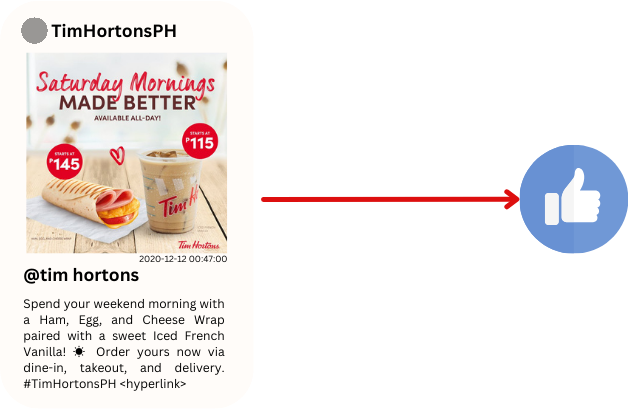 TimHortonsPH
Saturday Mornings
MADE BETTER
AVAILABLE ALL-DAY!
STARTS AT
₱115
STARTS AT
₱145
Tim H
Tim Hortons
2020-12-12 00:47:00
@tim hortons
Spend your weekend morning with
a Ham, Egg, and Cheese Wrap
paired with a sweet Iced French
Vanilla! ☀ Order yours now via
dine-in, takeout, and delivery.
#TimHortonsPH <hyperlink>